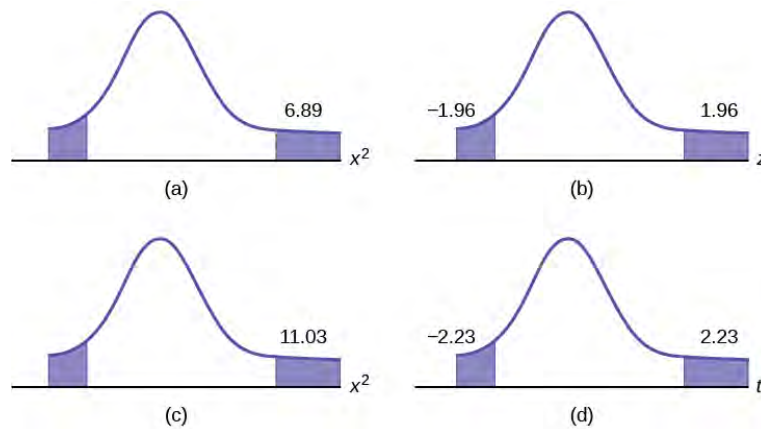 6.89
−1.96 1.96
x² z
(a) (b)
11.03
−2.23 2.23
x² t
(c) (d)